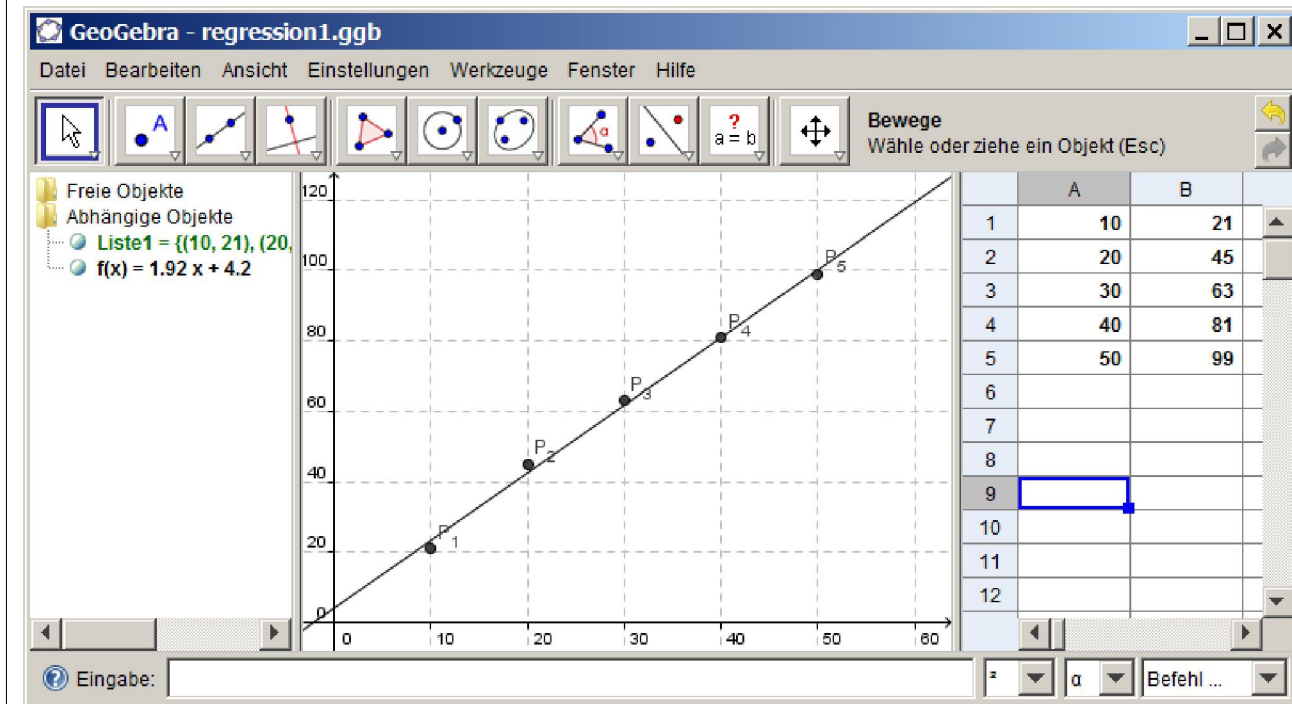 GeoGebra - regression1.ggb
Datei Bearbeiten Ansicht Einstellungen Werkzeuge Fenster Hilfe
A
α
?
a = b
Bewege
Wähle oder ziehe ein Objekt (Esc)
Freie Objekte
Abhängige Objekte
Liste1 = {(10, 21), (20,
f(x) = 1.92 x + 4.2
120
100
80
60
40
20
0
0 10 20 30 40 50 60
P1
P2
P3
P4
P5
A B
1 10 21
2 20 45
3 30 63
4 40 81
5 50 99
6
7
8
9
10
11
12
Eingabe:
² α Befehl ...